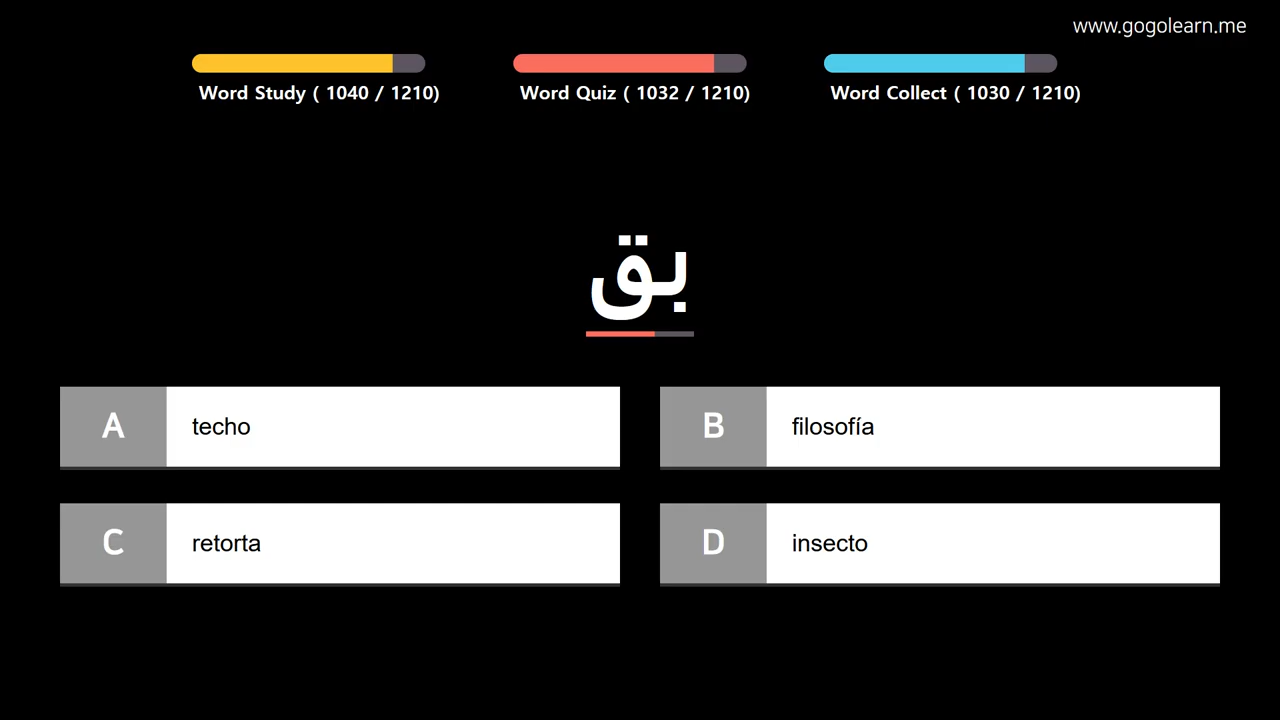 www.gogolearn.me
Word Study ( 1040 / 1210)
Word Quiz ( 1032 / 1210)
Word Collect ( 1030 / 1210)
بق
A techo
B filosofía
C retorta
D insecto